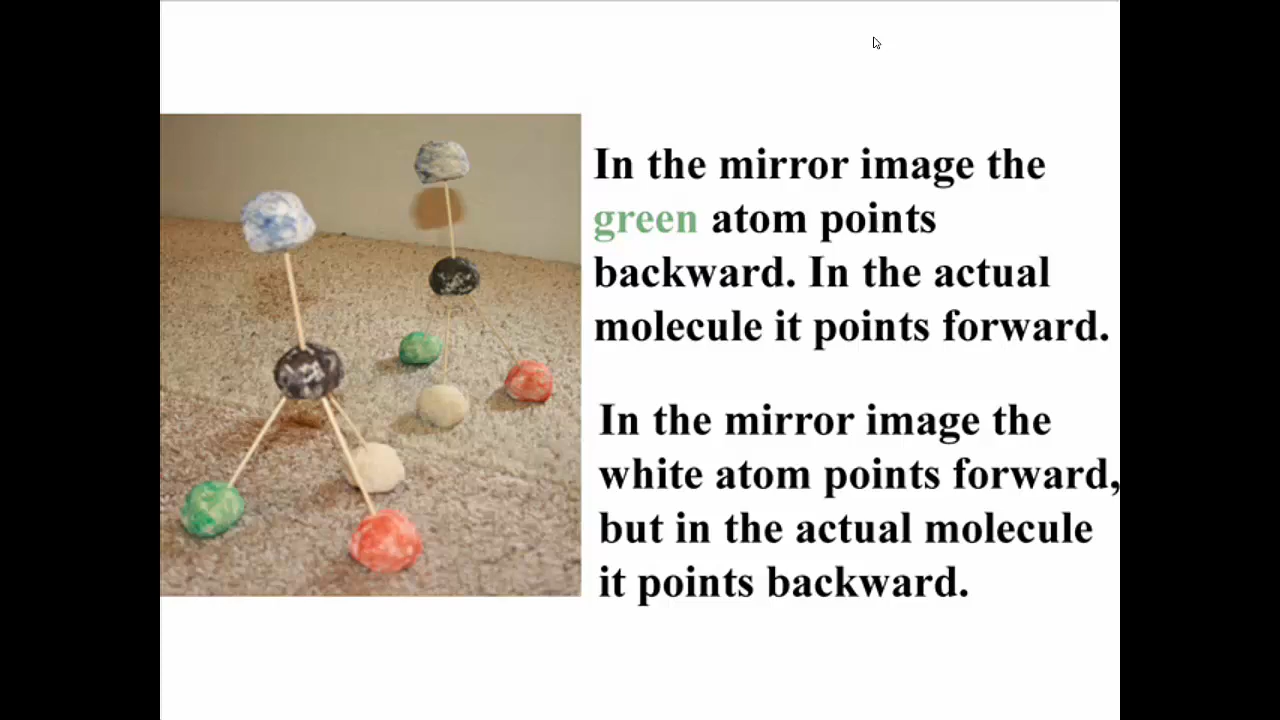 In the mirror image the
green atom points
backward. In the actual
molecule it points forward.
In the mirror image the
white atom points forward,
but in the actual molecule
it points backward.